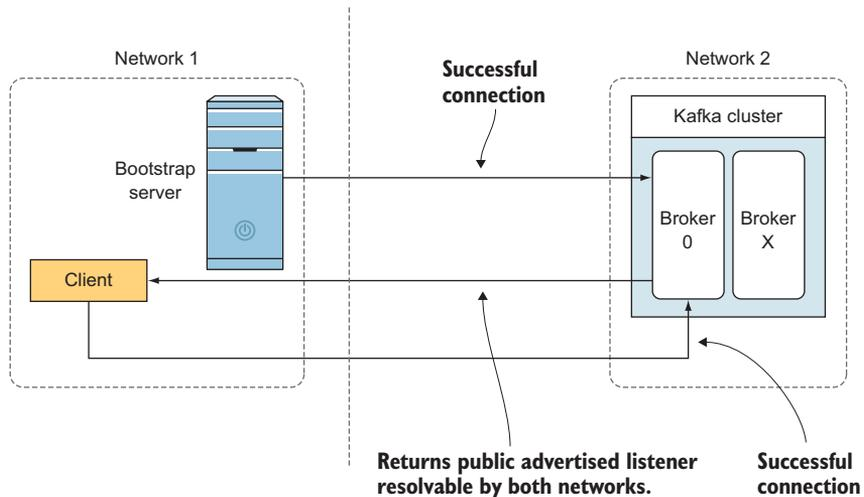 Network 1
Network 2
Successful
connection
Kafka cluster
Bootstrap
server
Broker
0
Broker
X
Client
Returns public advertised listener
resolvable by both networks.
Successful
connection